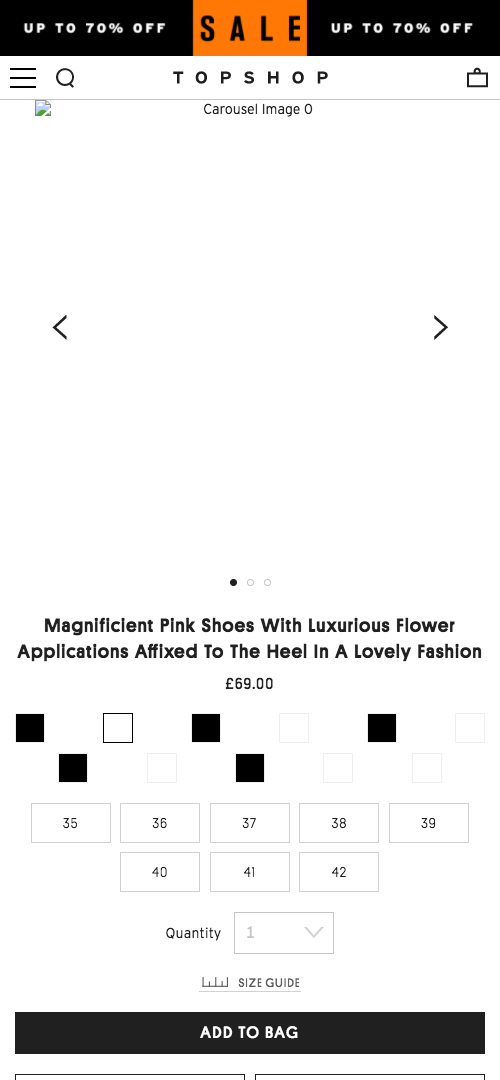 UP TO 70% OFF SALE UP TO 70% OFF
TOPSHOP
Carousel Image 0
Magnificient Pink Shoes With Luxurious Flower
Applications Affixed To The Heel In A Lovely Fashion
£69.00
35 36 37 38 39
40 41 42
Quantity 1
SIZE GUIDE
ADD TO BAG